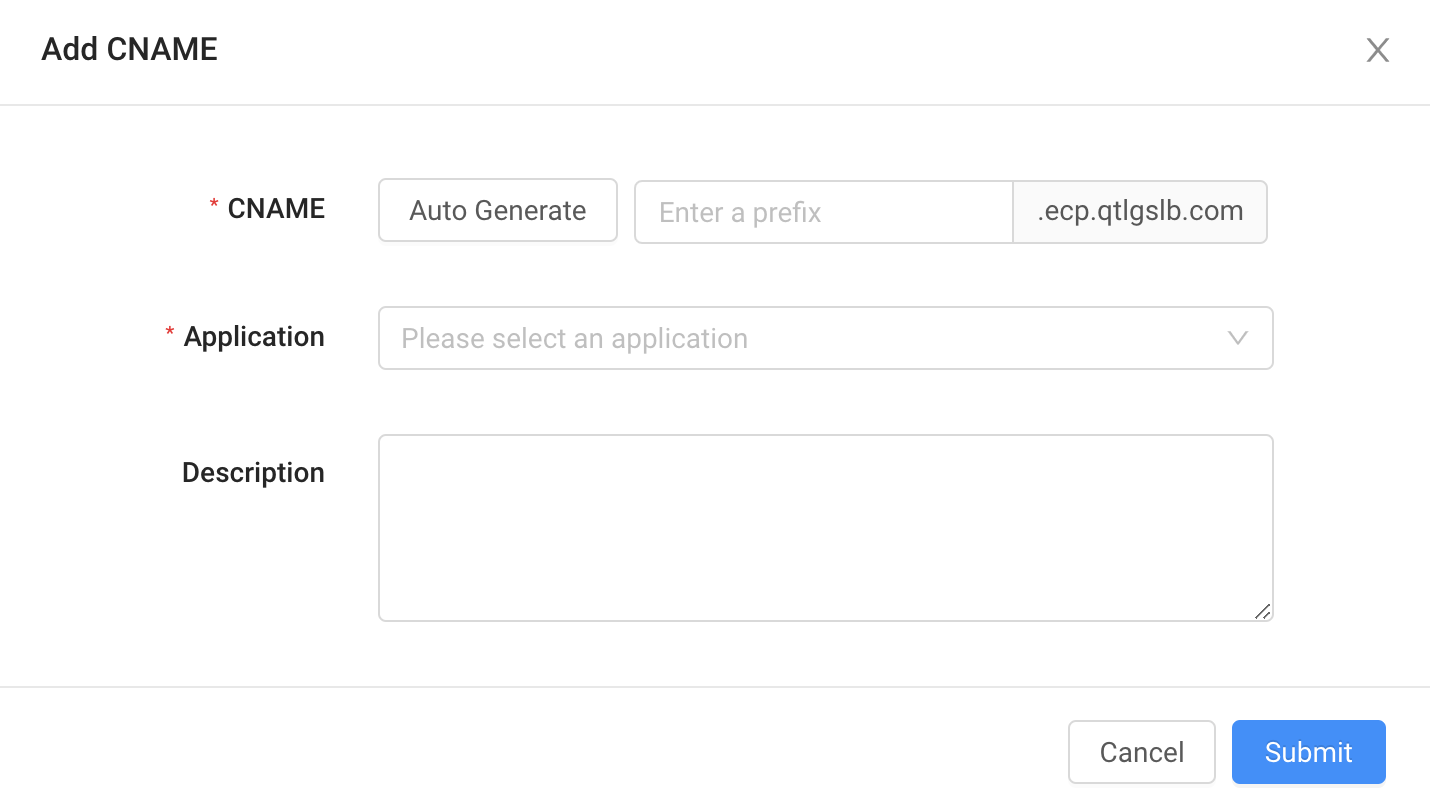 Add CNAME
* CNAME Auto Generate Enter a prefix .ecp.qtlgslb.com
* Application Please select an application
Description
Cancel Submit